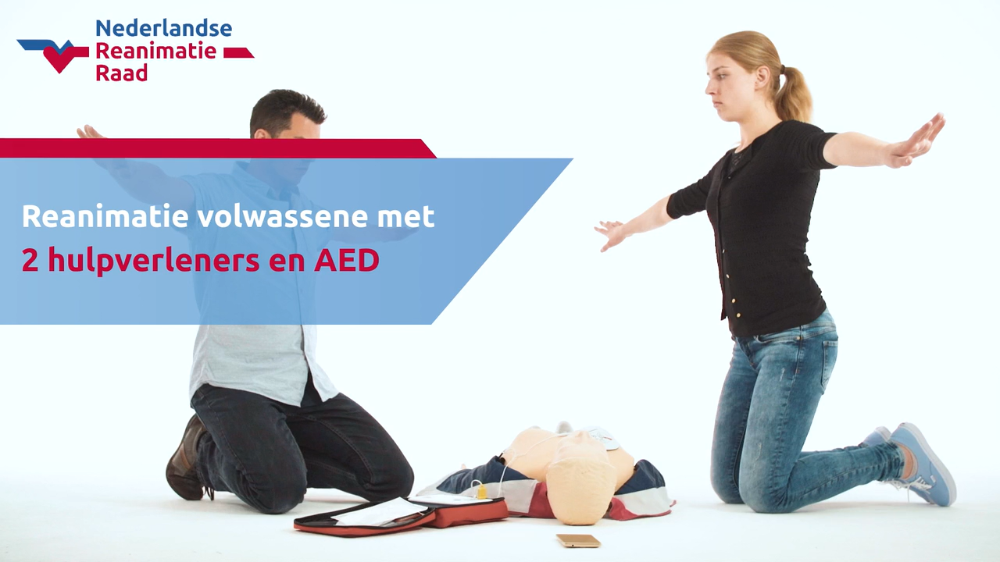 Nederlandse
Reanimatie
Raad
Reanimatie volwassene met
2 hulpverleners en AED